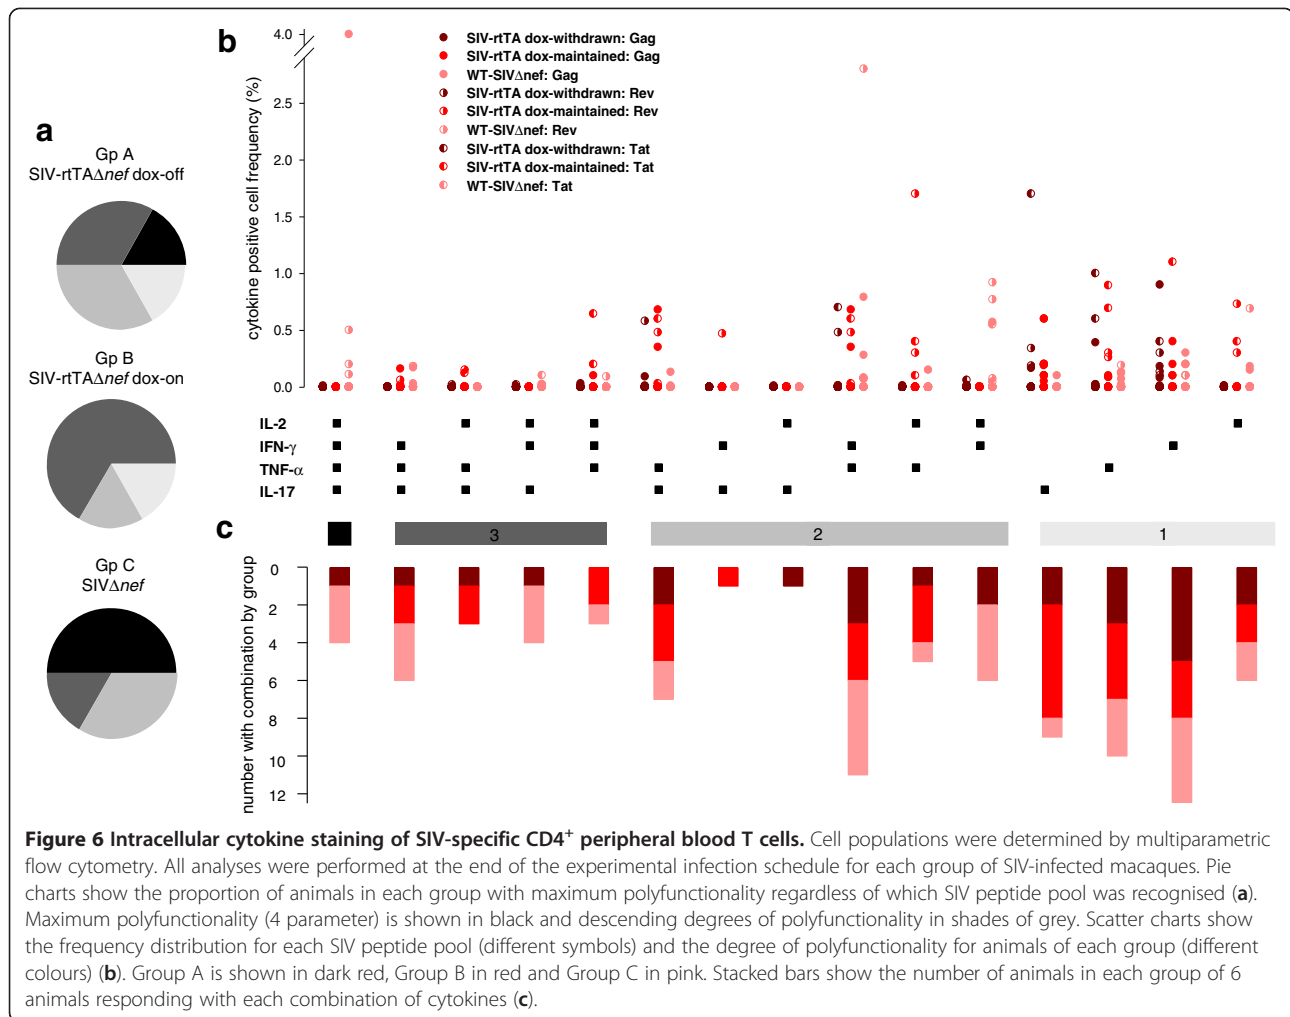 a
Gp A
SIV-rtTAΔnef dox-off
Gp B
SIV-rtTAΔnef dox-on
Gp C
SIVΔnef
b
cytokine positive cell frequency (%)
4.0
2.5
2.0
1.5
1.0
0.5
0.0
SIV-rtTA dox-withdrawn: Gag
SIV-rtTA dox-maintained: Gag
WT-SIVΔnef: Gag
SIV-rtTA dox-withdrawn: Rev
SIV-rtTA dox-maintained: Rev
WT-SIVΔnef: Rev
SIV-rtTA dox-withdrawn: Tat
SIV-rtTA dox-maintained: Tat
WT-SIVΔnef: Tat
IL-2
IFN-γ
TNF-α
IL-17
c
3
2
1
number with combination by group
0
2
4
6
8
10
12
Figure 6 Intracellular cytokine staining of SIV-specific CD4⁺ peripheral blood T cells. Cell populations were determined by multiparametric
flow cytometry. All analyses were performed at the end of the experimental infection schedule for each group of SIV-infected macaques. Pie
charts show the proportion of animals in each group with maximum polyfunctionality regardless of which SIV peptide pool was recognised (a).
Maximum polyfunctionality (4 parameter) is shown in black and descending degrees of polyfunctionality in shades of grey. Scatter charts show
the frequency distribution for each SIV peptide pool (different symbols) and the degree of polyfunctionality for animals of each group (different
colours) (b). Group A is shown in dark red, Group B in red and Group C in pink. Stacked bars show the number of animals in each group of 6
animals responding with each combination of cytokines (c).